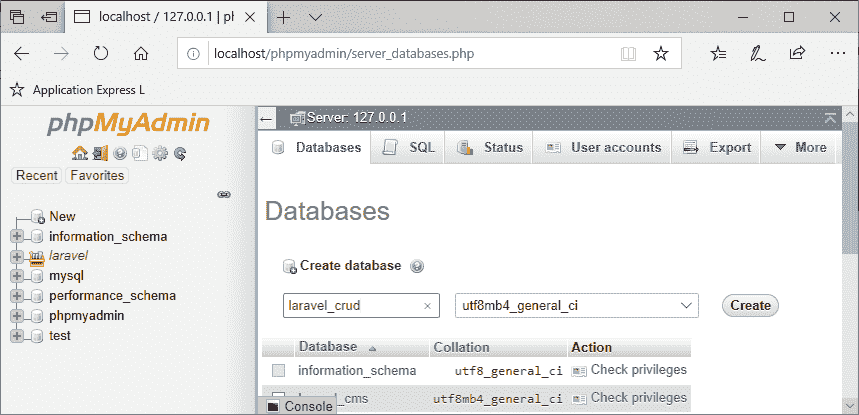 localhost / 127.0.0.1 | ph
localhost/phpmyadmin/server_databases.php
Application Express L
phpMyAdmin
Recent Favorites
New
information_schema
laravel
mysql
performance_schema
phpmyadmin
test
Server: 127.0.0.1
Databases SQL Status User accounts Export More
Databases
Create database
laravel_crud utf8mb4_general_ci Create
Database Collation Action
information_schema utf8_general_ci Check privileges
_cms utf8mb4_general_ci Check privileges
Console